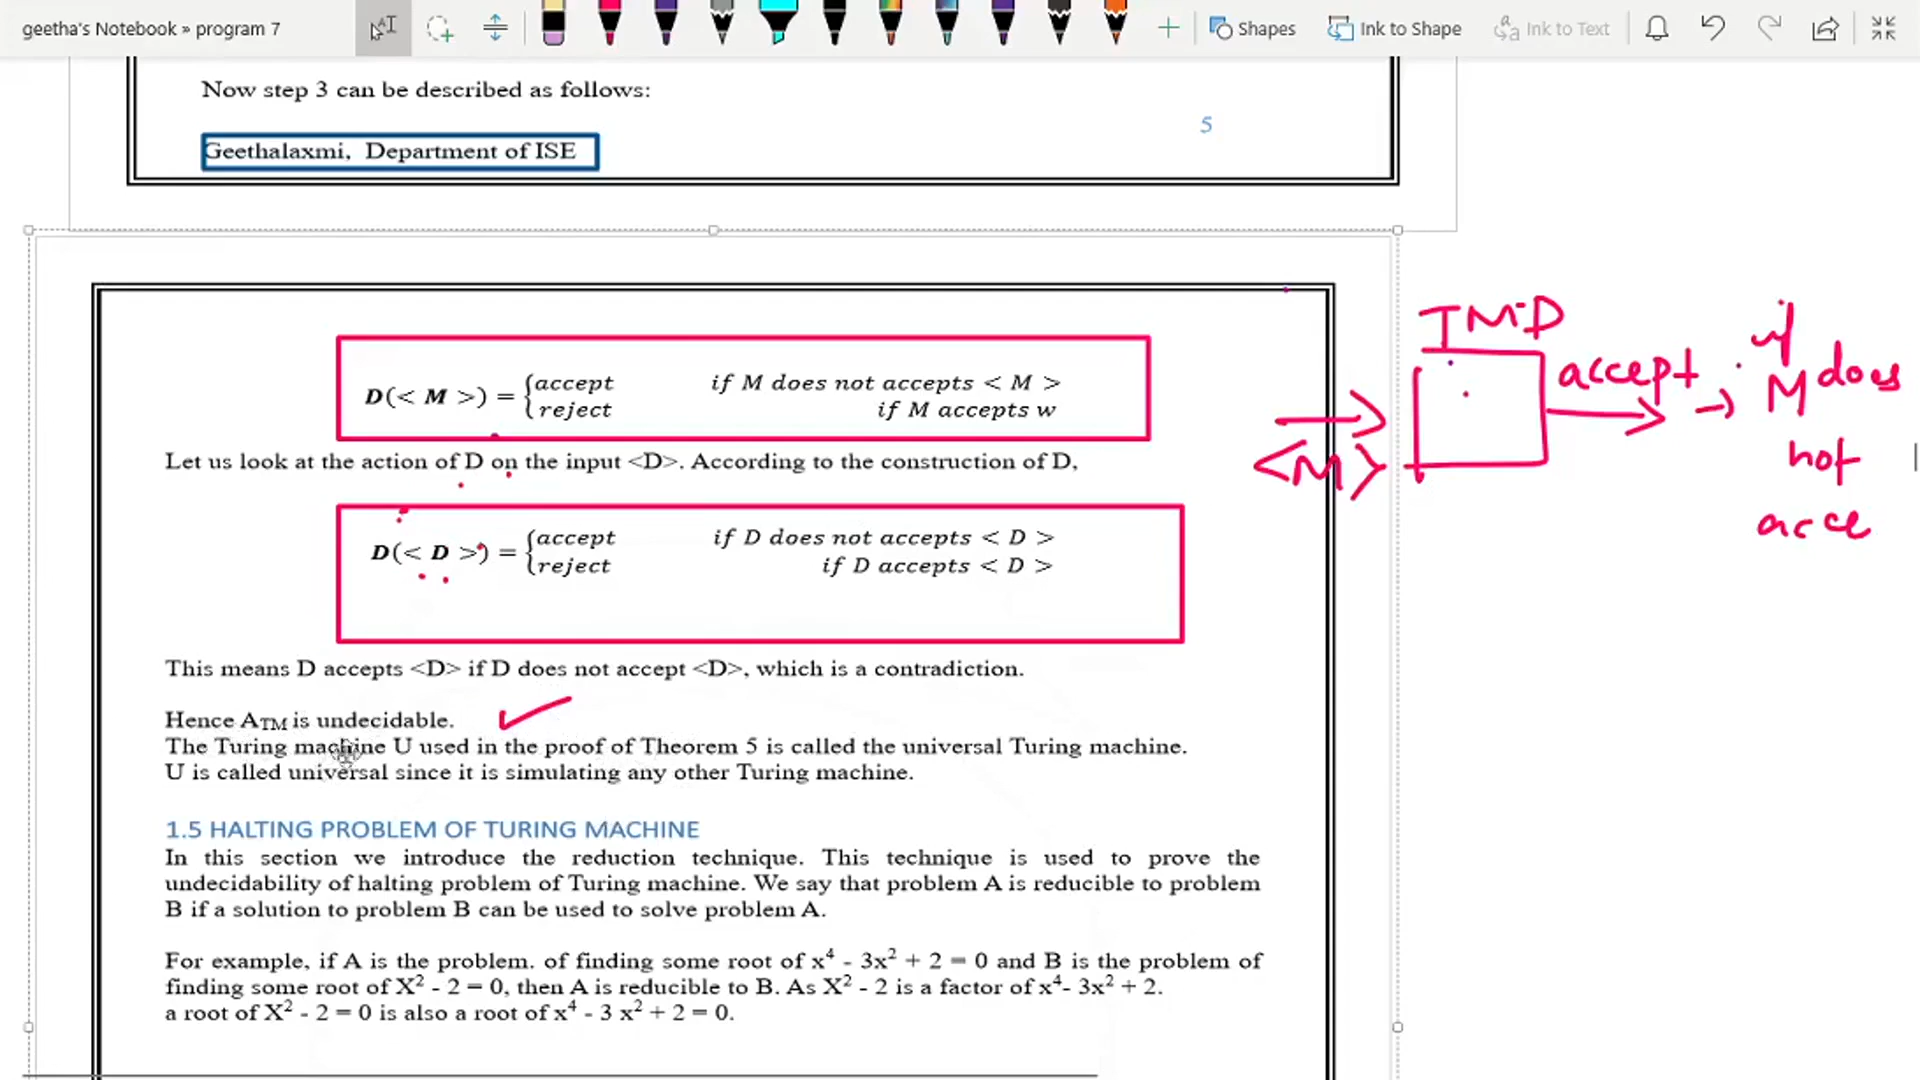 geetha's Notebook » program 7
Shapes
Ink to Shape
Ink to Text
Now step 3 can be described as follows:
5
Geethalaxmi, Department of ISE
D(< M >) = {accept if M does not accepts < M >
reject if M accepts w
Let us look at the action of D on the input <D>. According to the construction of D,
D(< D >) = {accept if D does not accepts < D >
reject if D accepts < D >
This means D accepts <D> if D does not accept <D>, which is a contradiction.
Hence ATM is undecidable.
The Turing machine U used in the proof of Theorem 5 is called the universal Turing machine.
U is called universal since it is simulating any other Turing machine.
1.5 HALTING PROBLEM OF TURING MACHINE
In this section we introduce the reduction technique. This technique is used to prove the
undecidability of halting problem of Turing machine. We say that problem A is reducible to problem
B if a solution to problem B can be used to solve problem A.
For example, if A is the problem. of finding some root of x⁴ - 3x² + 2 = 0 and B is the problem of
finding some root of X² - 2 = 0, then A is reducible to B. As X² - 2 is a factor of x⁴- 3x² + 2.
a root of X² - 2 = 0 is also a root of x⁴ - 3 x² + 2 = 0.
TM D
<M>
accept → if
M does
not
acce